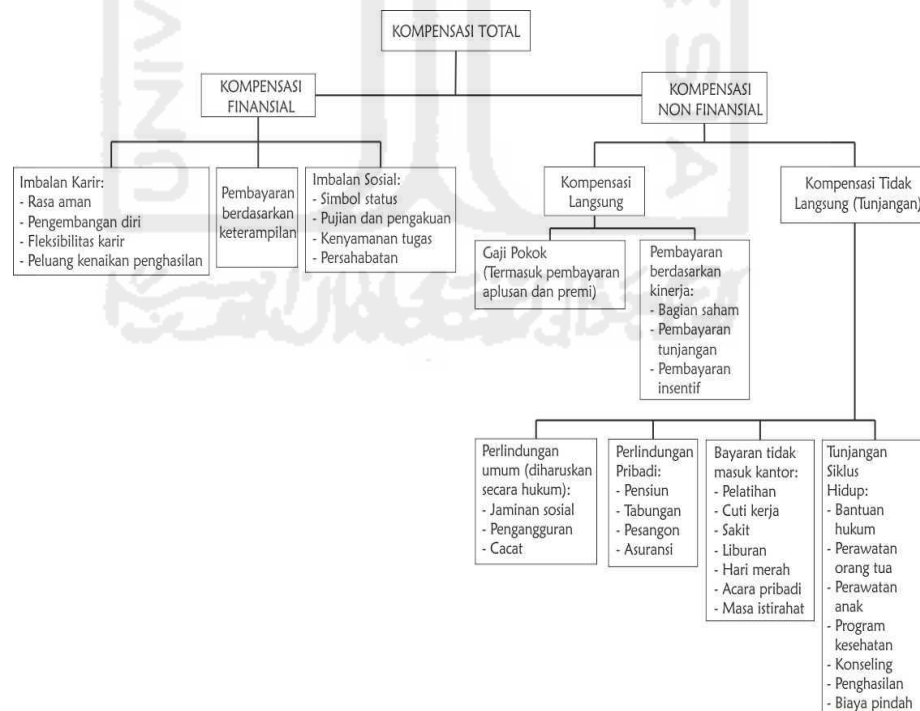 KOMPENSASI TOTAL
KOMPENSASI
FINANSIAL
KOMPENSASI
NON FINANSIAL
Imbalan Karir:
- Rasa aman
- Pengembangan diri
- Fleksibilitas karir
- Peluang kenaikan penghasilan
Pembayaran
berdasarkan
keterampilan
Imbalan Sosial:
- Simbol status
- Pujian dan pengakuan
- Kenyamanan tugas
- Persahabatan
Kompensasi
Langsung
Kompensasi Tidak
Langsung (Tunjangan)
Gaji Pokok
(Termasuk pembayaran
aplusan dan premi)
Pembayaran
berdasarkan
kinerja:
- Bagian saham
- Pembayaran
tunjangan
- Pembayaran
insentif
Perlindungan
umum (diharuskan
secara hukum):
- Jaminan sosial
- Pengangguran
- Cacat
Perlindungan
Pribadi:
- Pensiun
- Tabungan
- Pesangon
- Asuransi
Bayaran tidak
masuk kantor:
- Pelatihan
- Cuti kerja
- Sakit
- Liburan
- Hari merah
- Acara pribadi
- Masa istirahat
Tunjangan
Siklus
Hidup:
- Bantuan
hukum
- Perawatan
orang tua
- Perawatan
anak
- Program
kesehatan
- Konseling
- Penghasilan
- Biaya pindah